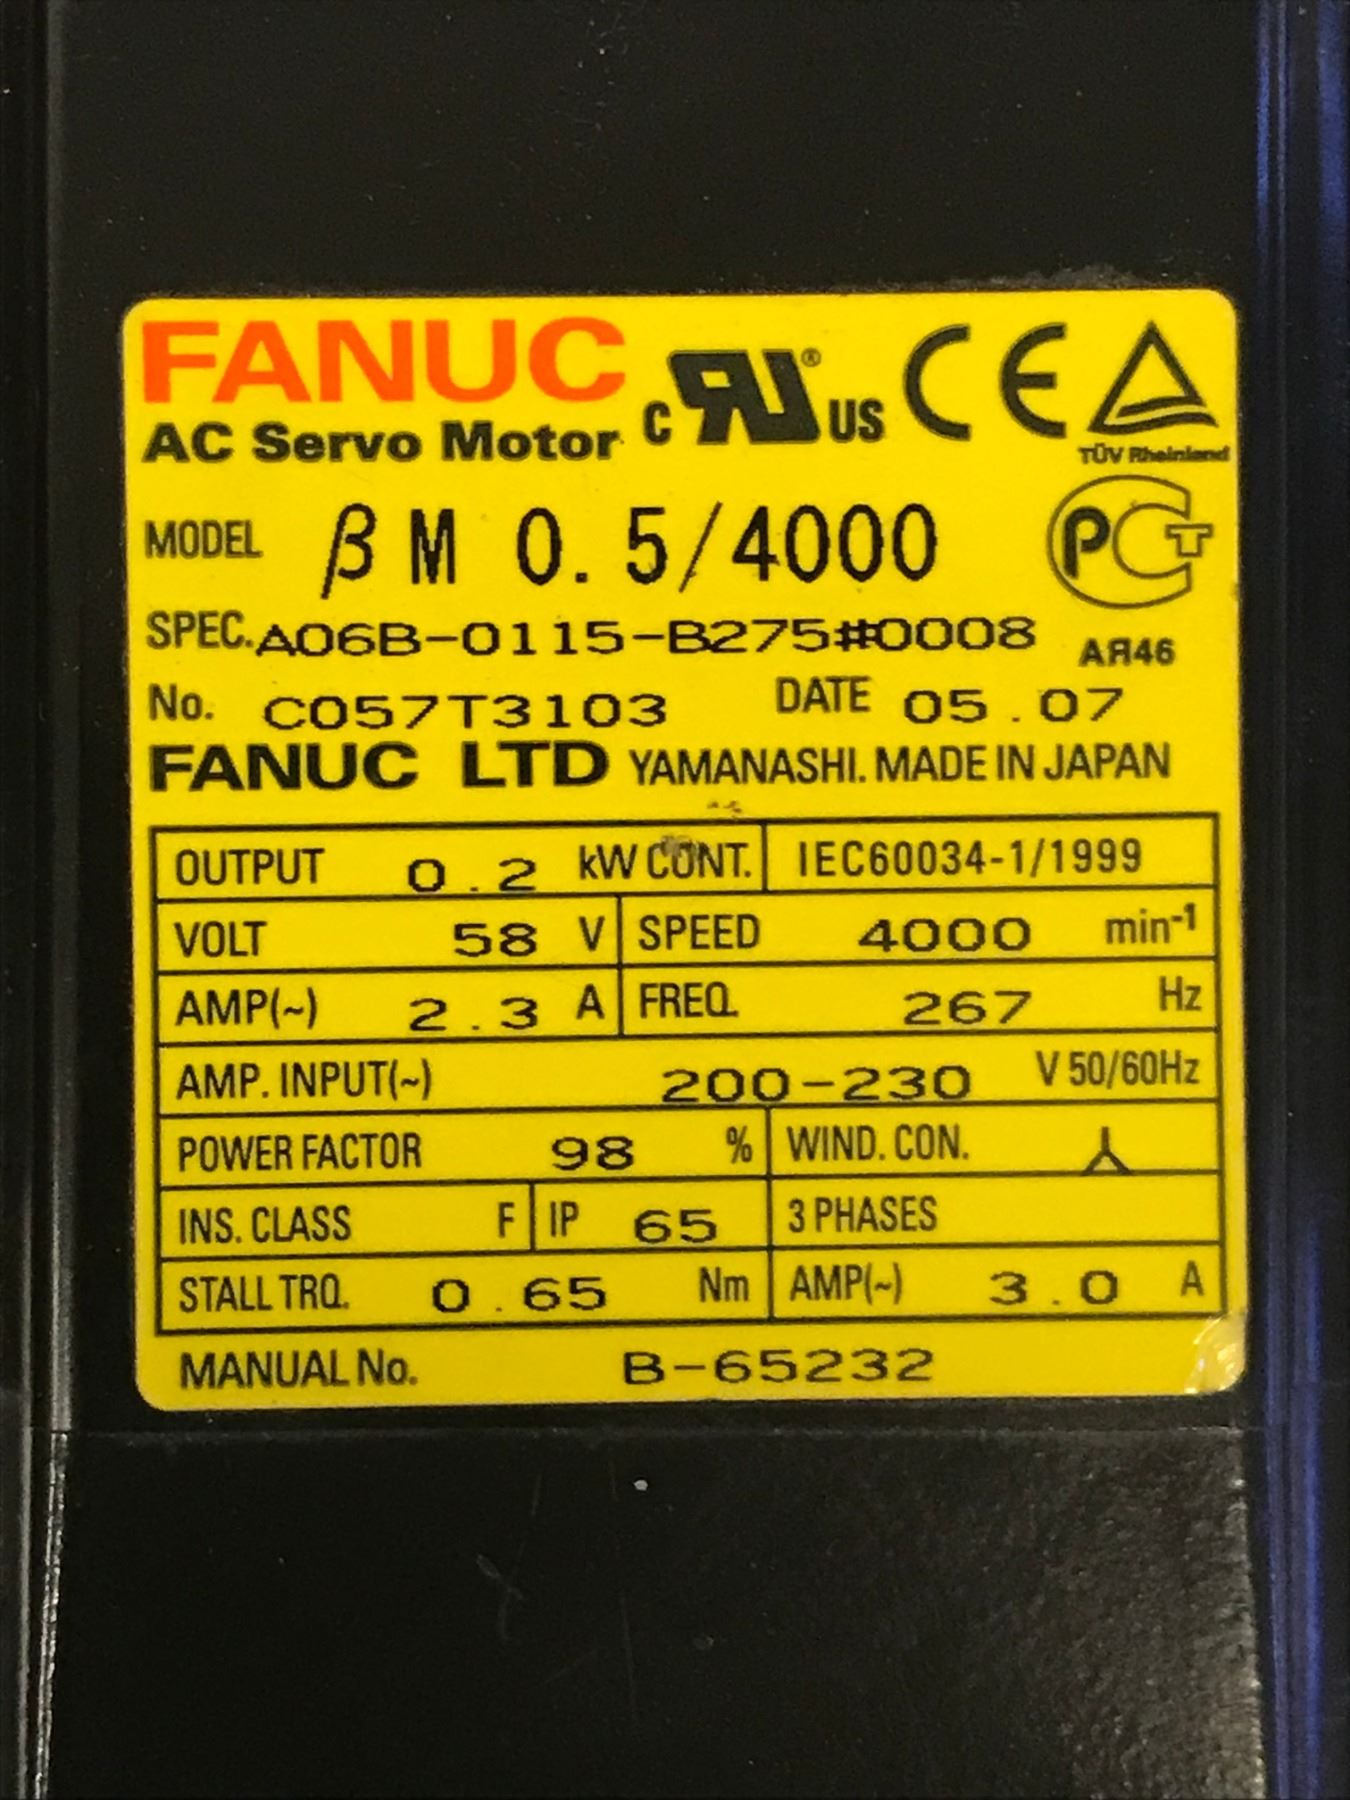 FANUC
AC Servo Motor
C RU® US CE
TÜV Rheinland
MODEL βM 0.5/4000
PCT
SPEC. A06B-0115-B275#0008
АЯ46
No. C057T3103 DATE 05.07
FANUC LTD YAMANASHI. MADE IN JAPAN
OUTPUT 0.2 kW CONT. IEC60034-1/1999
VOLT 58 V SPEED 4000 min-1
AMP(~) 2.3 A FREQ. 267 Hz
AMP. INPUT(~) 200-230 V 50/60Hz
POWER FACTOR 98 % WIND. CON. ⅄
INS. CLASS F IP 65 3 PHASES
STALL TRQ. 0.65 Nm AMP(~) 3.0 A
MANUAL No. B-65232